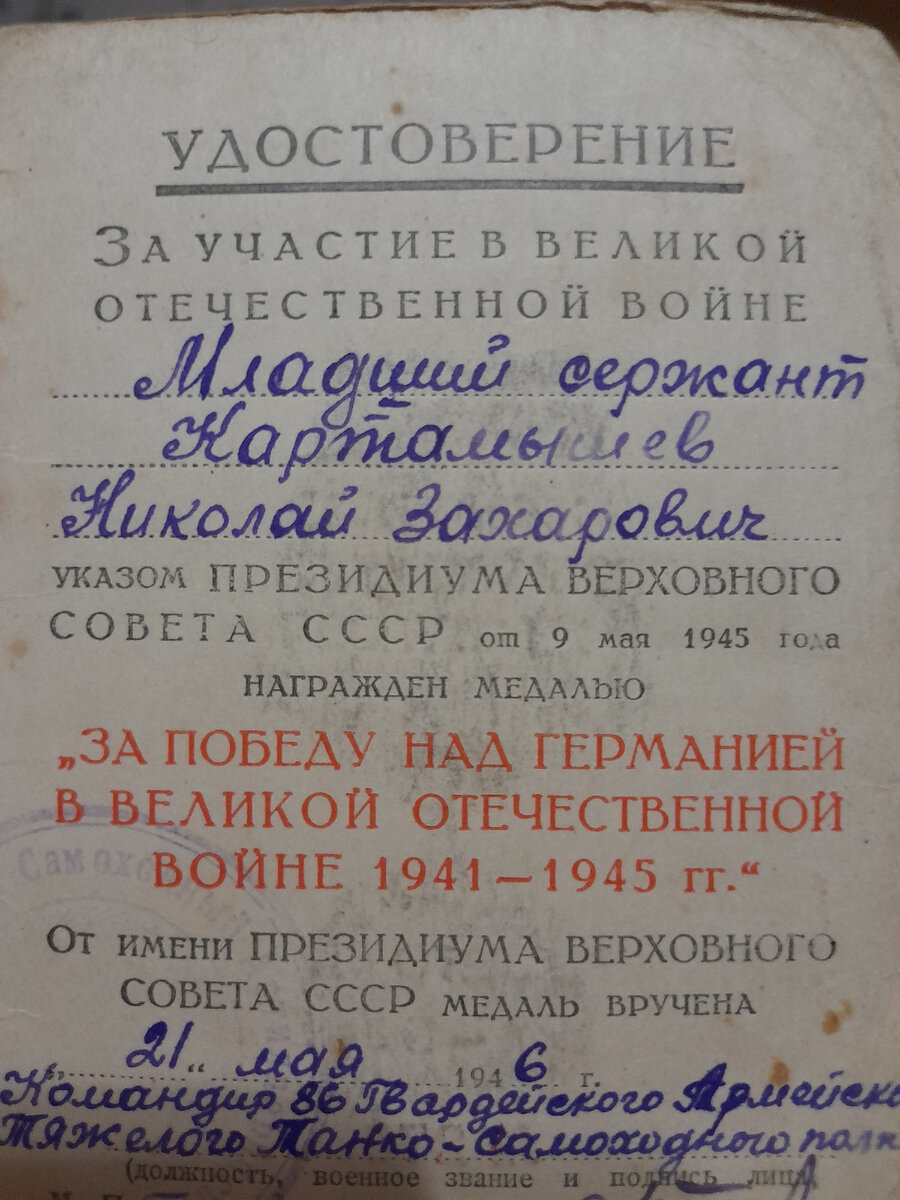 УДОСТОВЕРЕНИЕ
ЗА УЧАСТИЕ В ВЕЛИКОЙ
ОТЕЧЕСТВЕННОЙ ВОЙНЕ
Младший сержант
Картамышев
Николай Захарович
УКАЗОМ ПРЕЗИДИУМА ВЕРХОВНОГО
СОВЕТА СССР от 9 мая 1945 года
НАГРАЖДЕН МЕДАЛЬЮ
„ЗА ПОБЕДУ НАД ГЕРМАНИЕЙ
В ВЕЛИКОЙ ОТЕЧЕСТВЕННОЙ
ВОЙНЕ 1941—1945 гг.“
ОТ ИМЕНИ ПРЕЗИДИУМА ВЕРХОВНОГО
СОВЕТА СССР МЕДАЛЬ ВРУЧЕНА
„21“ мая 1946 г.
Командир 86 Гвардейского Армейско
Тяжелого Танко-Самоходного полк
(должность, военное звание и подпись лица